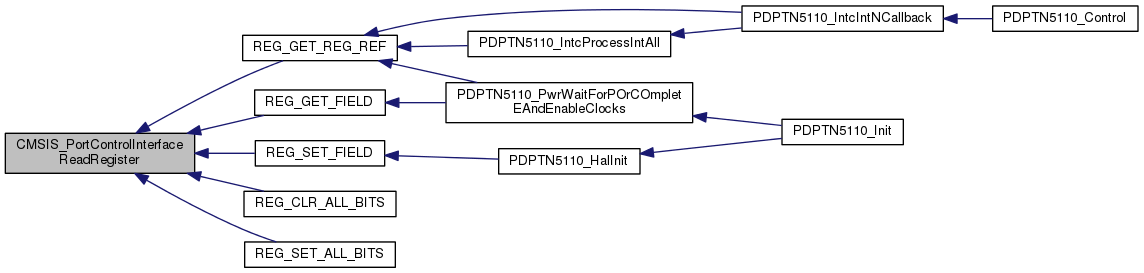 PDPTN5110_IntcIntNCallback
PDPTN5110_Control
REG_GET_REG_REF
PDPTN5110_IntcProcessIntAll
REG_GET_FIELD
PDPTN5110_PwrWaitForPOrCOmplet
EAndEnableClocks
PDPTN5110_Init
CMSIS_PortControlInterface
ReadRegister
REG_SET_FIELD
PDPTN5110_HalInit
REG_CLR_ALL_BITS
REG_SET_ALL_BITS